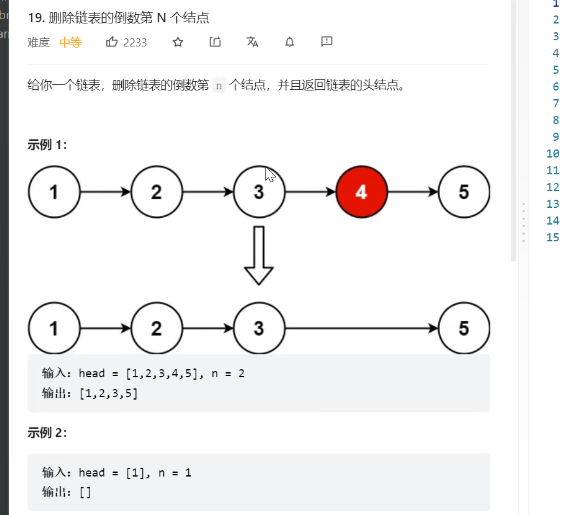 19. 删除链表的倒数第 N 个结点
难度 中等 2233
给你一个链表，删除链表的倒数第 n 个结点，并且返回链表的头结点。
示例 1：
1 2 3 4 5
1 2 3 5
输入：head = [1,2,3,4,5], n = 2
输出：[1,2,3,5]
示例 2：
输入：head = [1], n = 1
输出：[]
1
2
3
4
5
6
7
8
9
10
11
12
13
14
15